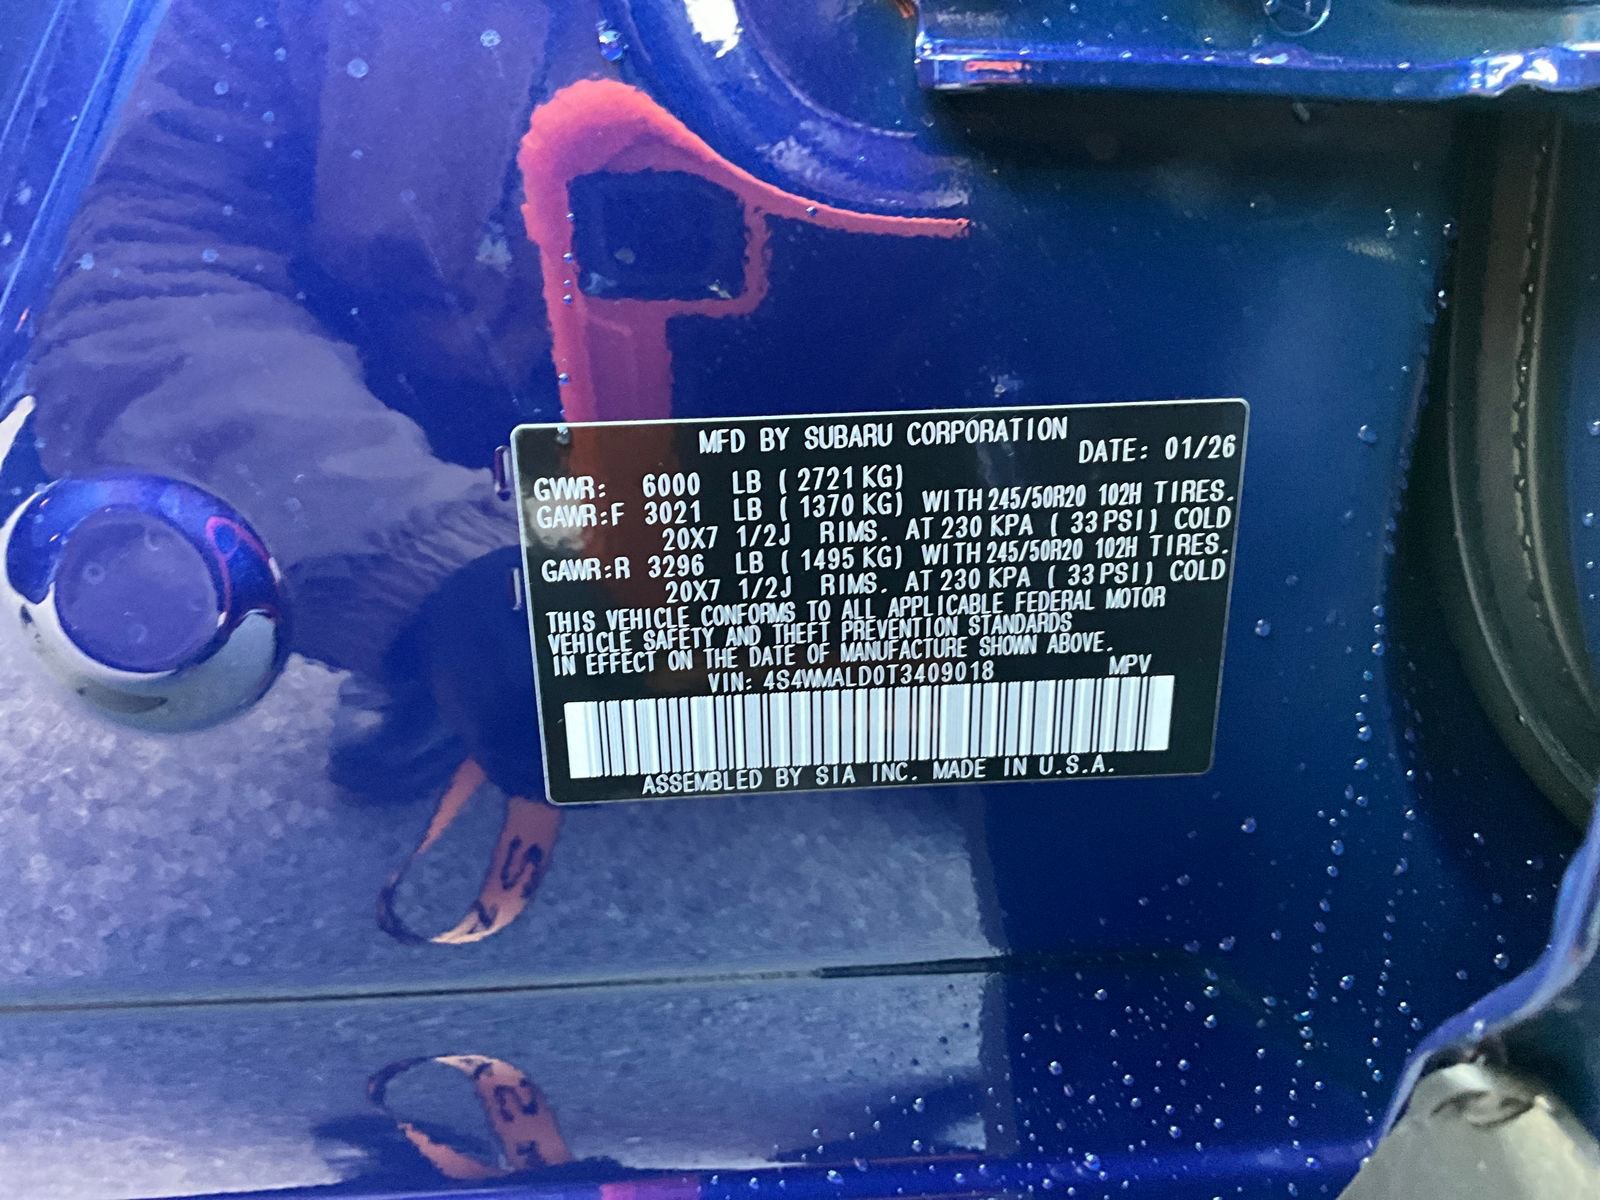 MFD BY SUBARU CORPORATION
DATE: 01/26
GVWR: 6000 LB ( 2721 KG)
GAWR:F 3021 LB ( 1370 KG) WITH 245/50R20 102H TIRES.
20X7 1/2J RIMS. AT 230 KPA ( 33 PSI) COLD
GAWR:R 3296 LB ( 1495 KG) WITH 245/50R20 102H TIRES.
20X7 1/2J RIMS. AT 230 KPA ( 33 PSI) COLD
THIS VEHICLE CONFORMS TO ALL APPLICABLE FEDERAL MOTOR
VEHICLE SAFETY AND THEFT PREVENTION STANDARDS
IN EFFECT ON THE DATE OF MANUFACTURE SHOWN ABOVE.
VIN: 4S4WMALD0T3409018 MPV
ASSEMBLED BY SIA INC. MADE IN U.S.A.